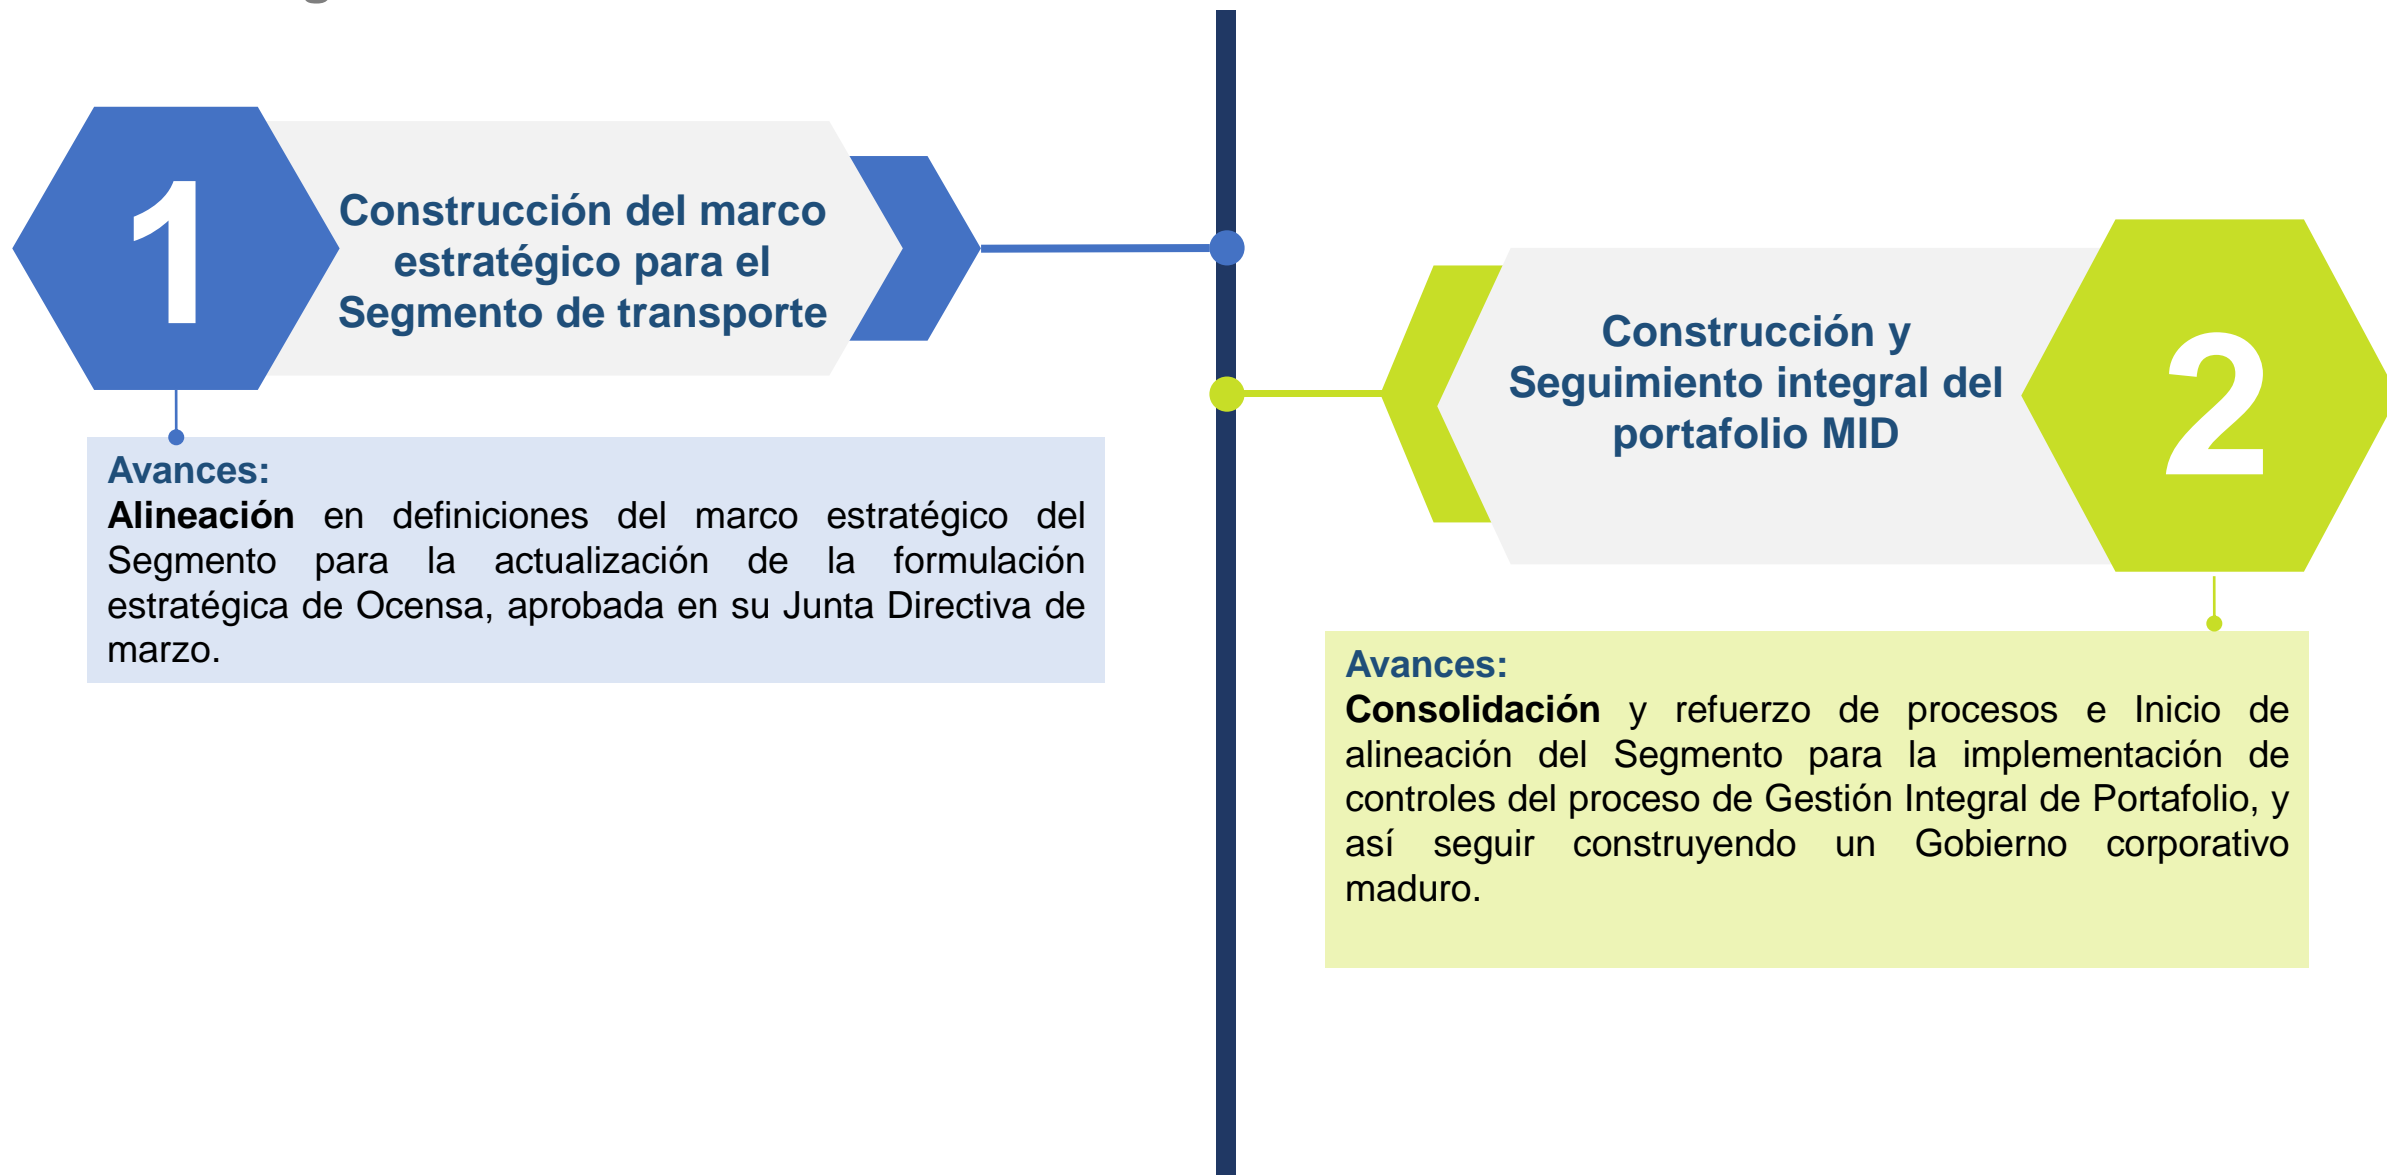 1
Construcción del marco
estratégico para el
Segmento de transporte
Avances:
Alineación en definiciones del marco estratégico del
Segmento para la actualización de la formulación
estratégica de Ocensa, aprobada en su Junta Directiva de
marzo.
2
Construcción y
Seguimiento integral del
portafolio MID
Avances:
Consolidación y refuerzo de procesos e Inicio de
alineación del Segmento para la implementación de
controles del proceso de Gestión Integral de Portafolio, y
así seguir construyendo un Gobierno corporativo
maduro.